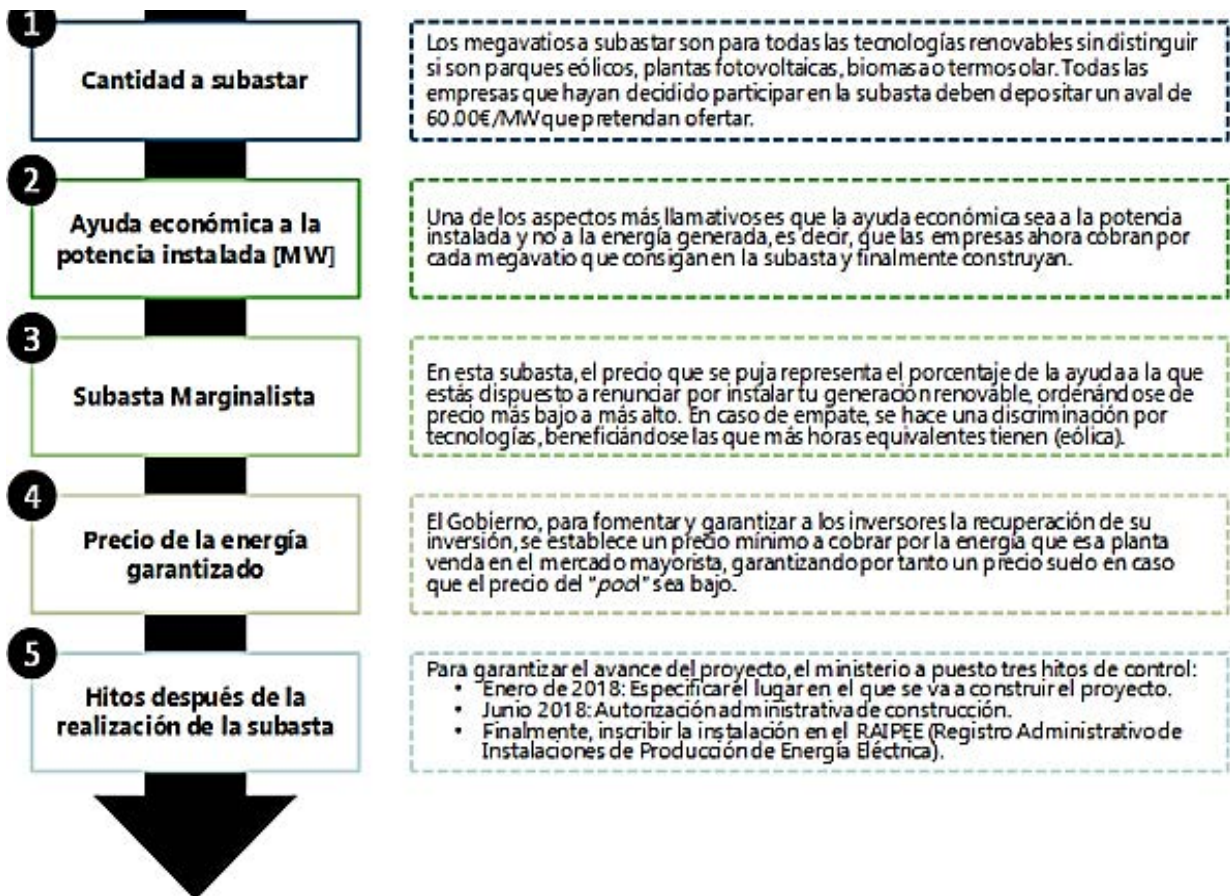 1
Cantidad a subastar
Los megavatios a subastar son para todas las tecnologías renovables sin distinguir
si son parques eólicos, plantas fotovoltaicas, biomasa o termosolar. Todas las
empresas que hayan decidido participar en la subasta deben depositar un aval de
60.00€/MW que pretendan ofertar.
2
Ayuda económica a la
potencia instalada [MW]
Una de los aspectos más llamativos es que la ayuda económica sea a la potencia
instalada y no a la energía generada, es decir, que las empresas ahora cobran por
cada megavatio que consigan en la subasta y finalmente construyan.
3
Subasta Marginalista
En esta subasta, el precio que se puja representa el porcentaje de la ayuda a la que
estás dispuesto a renunciar por instalar tu generación renovable, ordenándose de
precio más bajo a más alto. En caso de empate, se hace una discriminación por
tecnologías, beneficiándose las que más horas equivalentes tienen (eólica).
4
Precio de la energía
garantizado
El Gobierno, para fomentar y garantizar a los inversores la recuperación de su
inversión, se establece un precio mínimo a cobrar por la energía que esa planta
venda en el mercado mayorista, garantizando por tanto un precio suelo en caso
que el precio del "pool" sea bajo.
5
Hitos después de la
realización de la subasta
Para garantizar el avance del proyecto, el ministerio a puesto tres hitos de control:
• Enero de 2018: Especificar el lugar en el que se va a construir el proyecto.
• Junio 2018: Autorización administrativa de construcción.
• Finalmente, inscribir la instalación en el RAIPEE (Registro Administrativo de
Instalaciones de Producción de Energía Eléctrica).